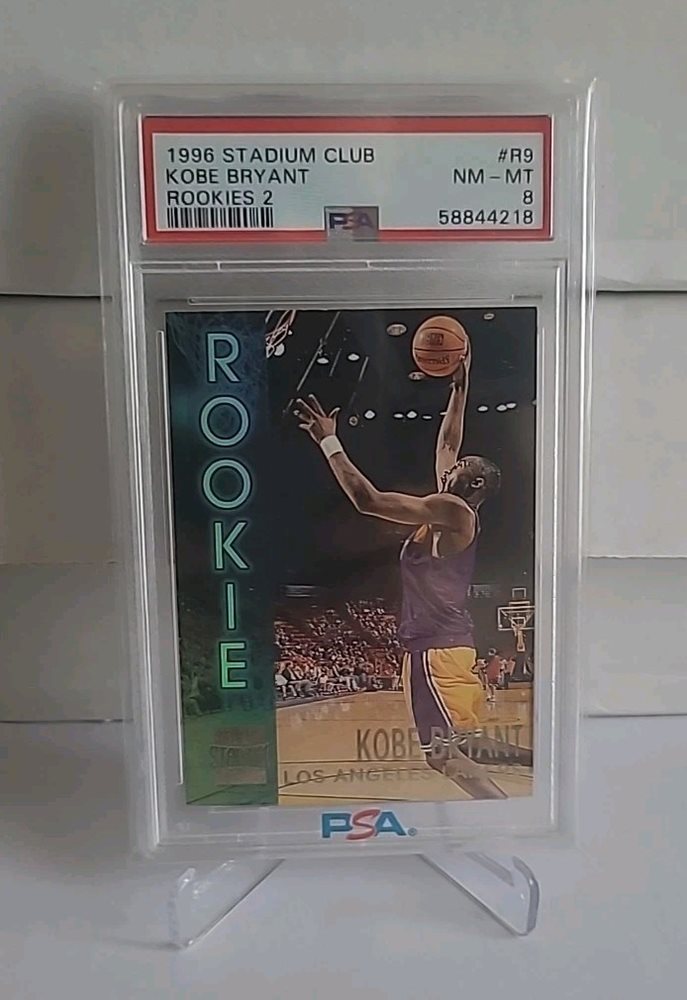 1996 STADIUM CLUB #R9
KOBE BRYANT NM - MT
ROOKIES 2 8
PSA 58844218
ROOKIE
STADIUM
KOBE BRYANT
LOS ANGELES
PSA